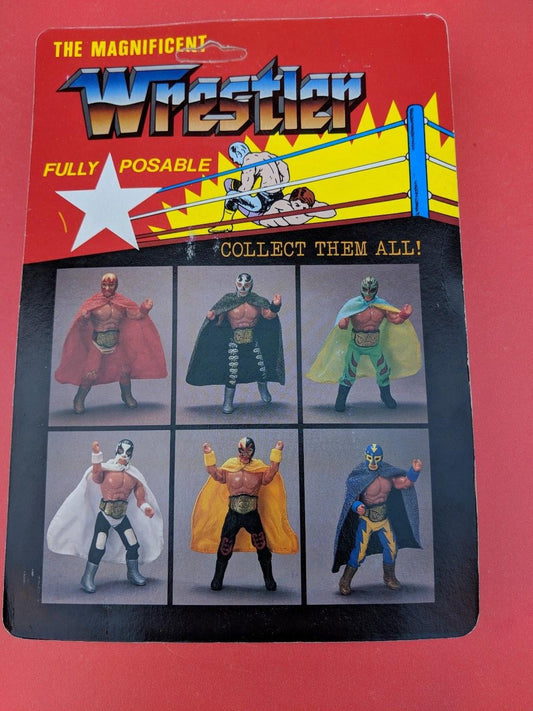 THE MAGNIFICENT
Wrestler
FULLY POSABLE
COLLECT THEM ALL!